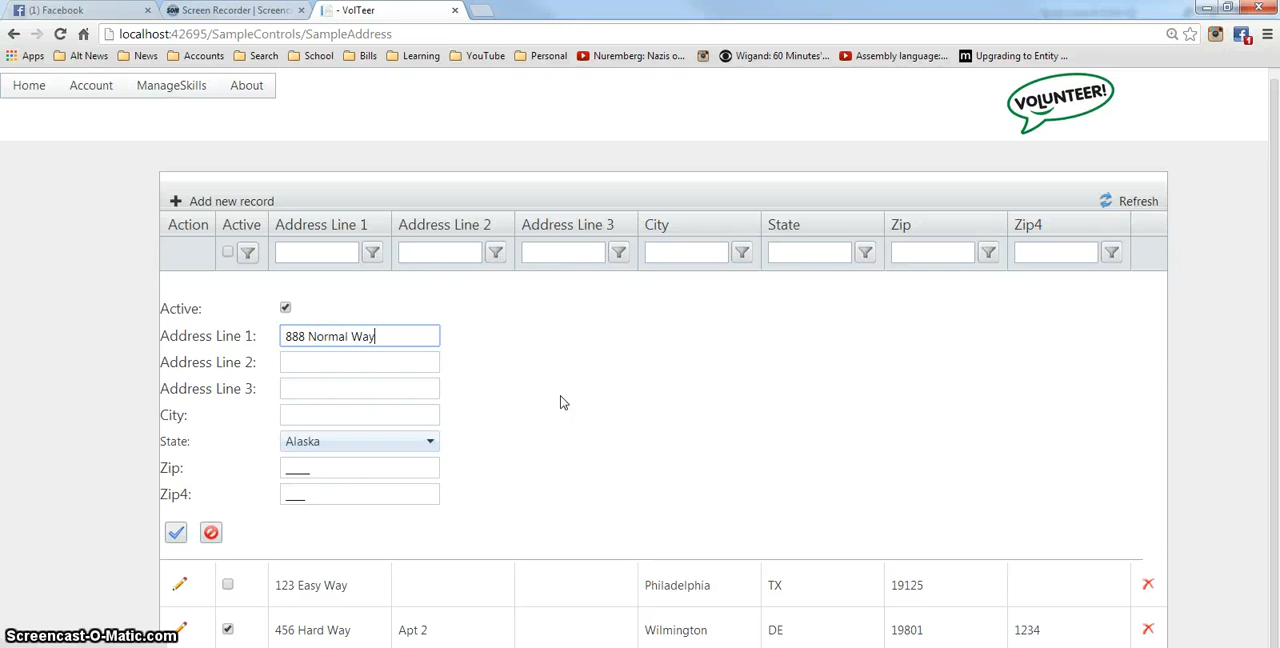 (1) Facebook
Screen Recorder | Screenc
- VolTeer
localhost:42695/SampleControls/SampleAddress
1
Apps Alt News News Accounts Search School Bills Learning YouTube Personal Nuremberg: Nazis o... Wigand: 60 Minutes'... Assembly language:... m Upgrading to Entity ...
Home Account ManageSkills About
VOLUNTEER!
Add new record Refresh
Action Active Address Line 1 Address Line 2 Address Line 3 City State Zip Zip4
Active:
Address Line 1: 888 Normal Way
Address Line 2:
Address Line 3:
City:
State: Alaska
Zip: _____
Zip4: ____
123 Easy Way Philadelphia TX 19125
456 Hard Way Apt 2 Wilmington DE 19801 1234
Screencast-O-Matic.com